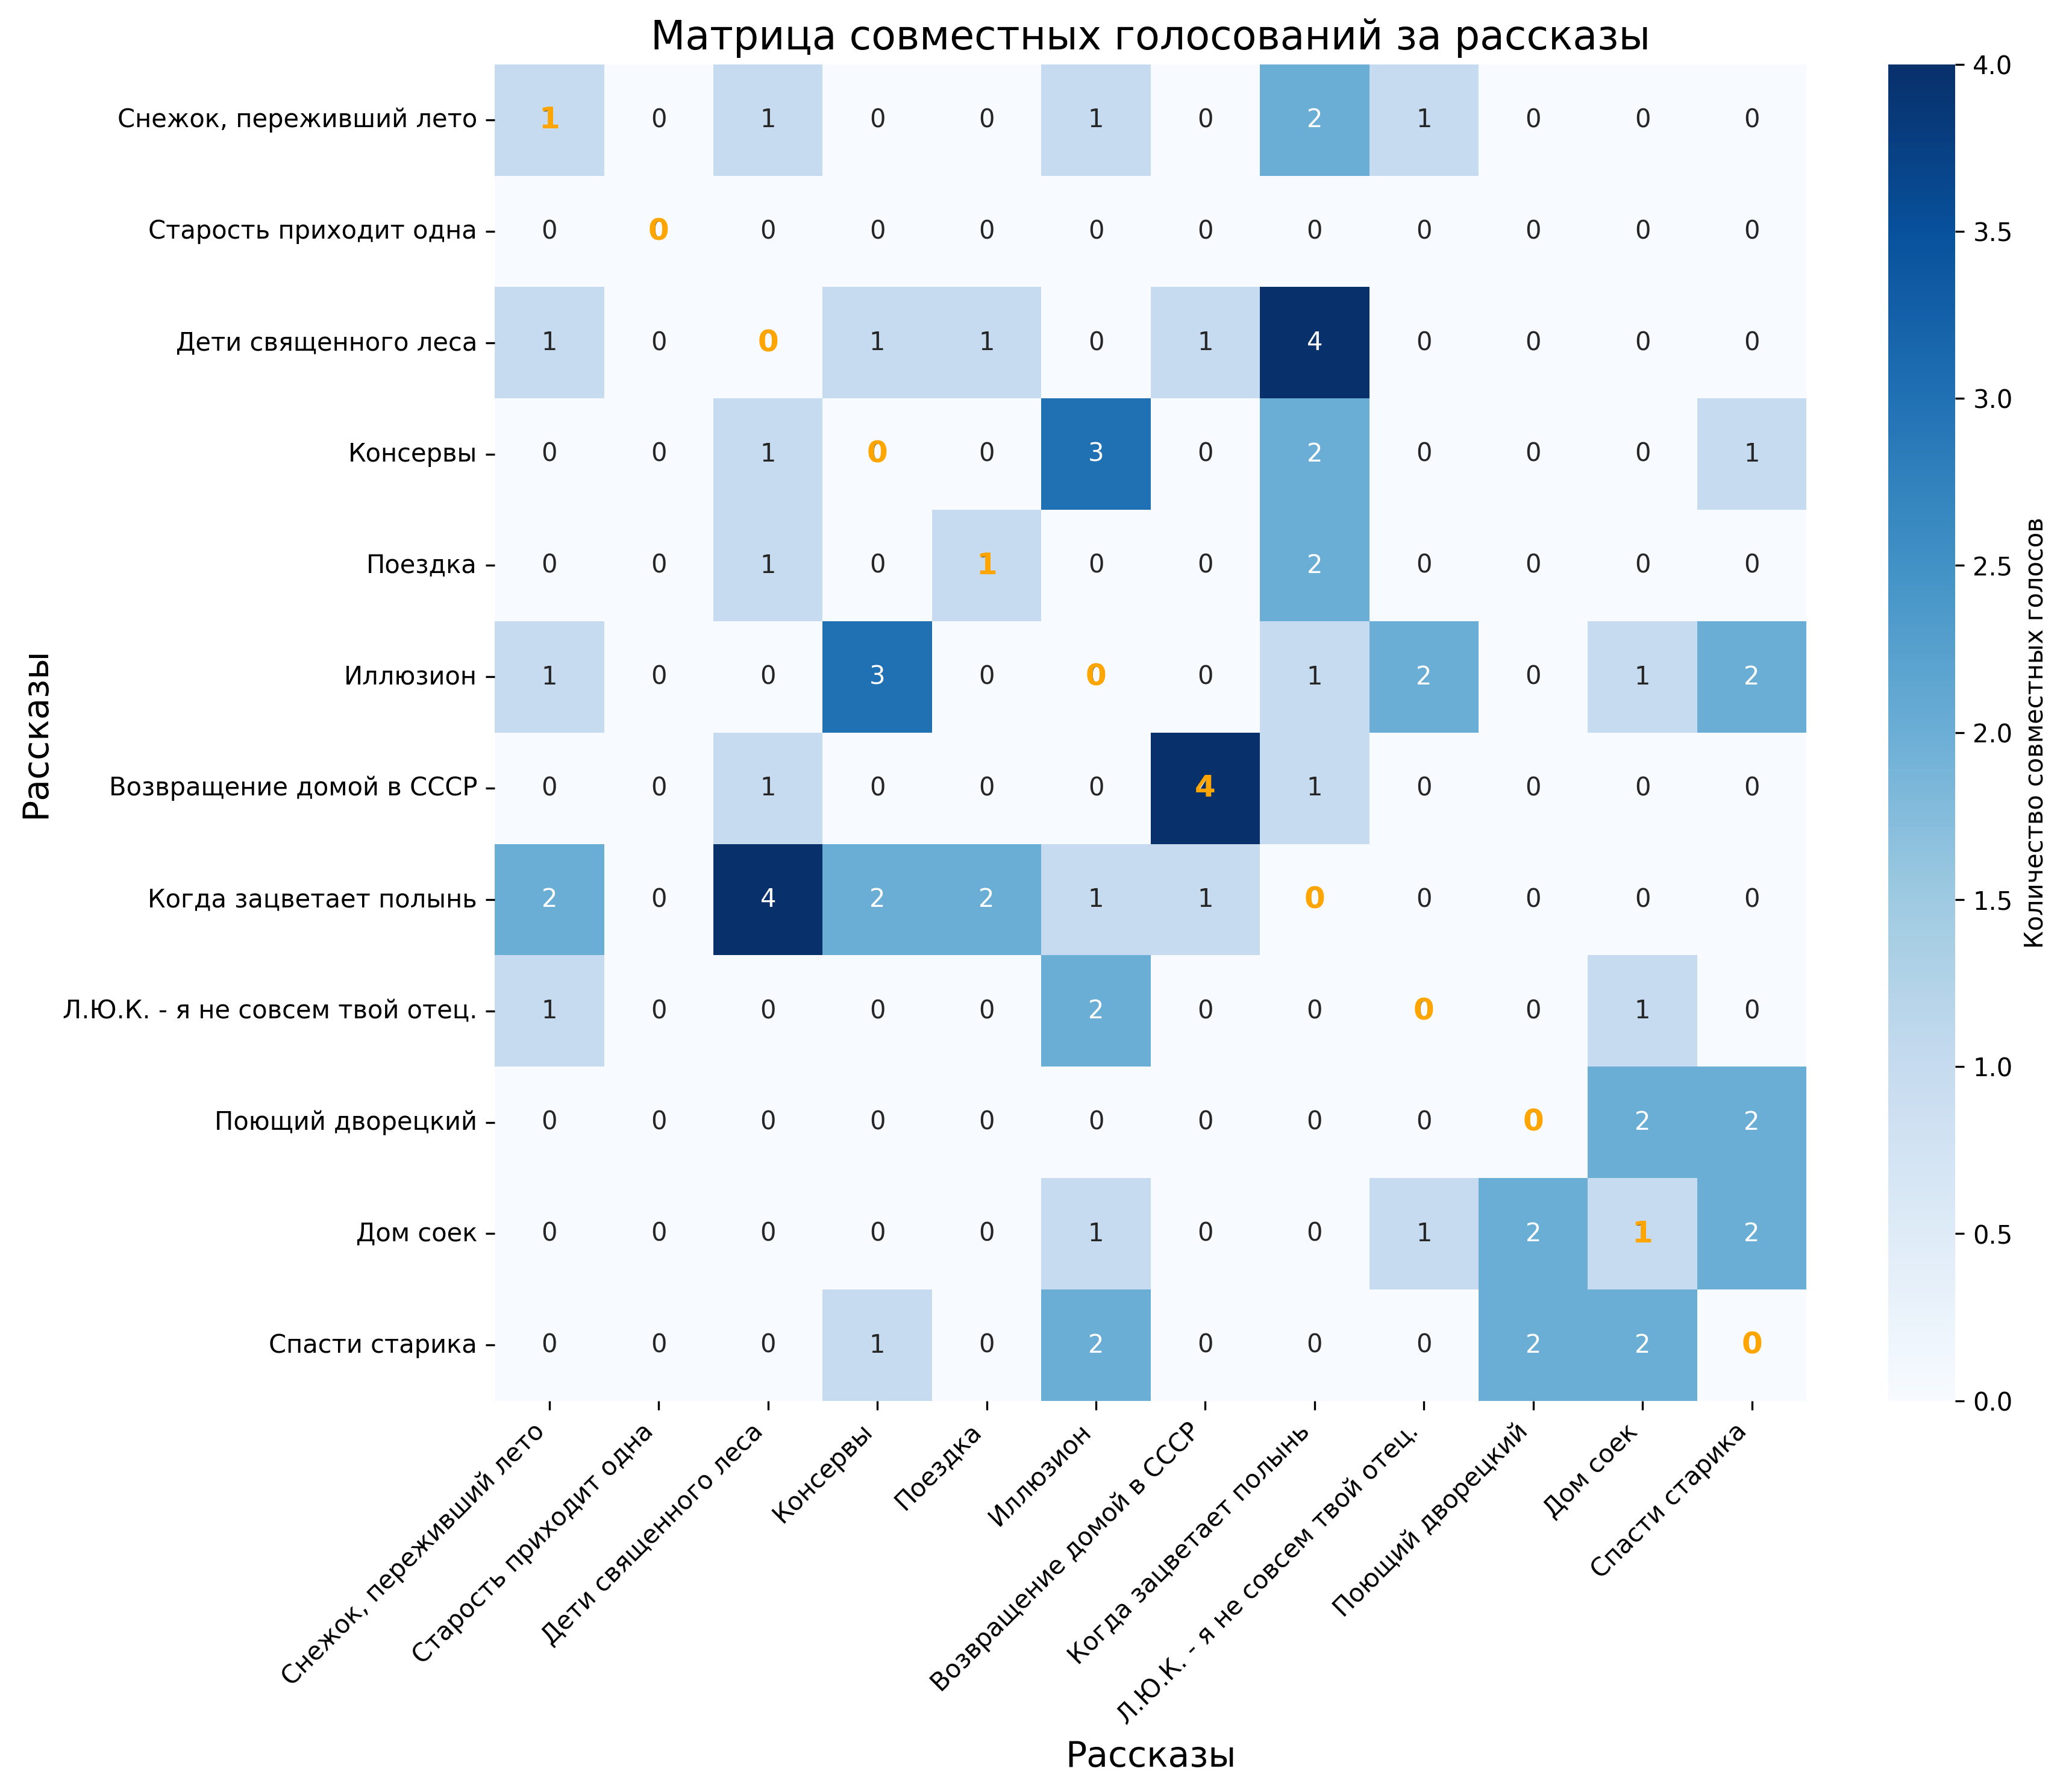 Матрица совместных голосований за рассказы
Рассказы
Снежок, переживший лето 1 0 1 0 0 1 0 2 1 0 0 0
Старость приходит одна 0 0 0 0 0 0 0 0 0 0 0 0
Дети священного леса 1 0 0 1 1 0 1 4 0 0 0 0
Консервы 0 0 1 0 0 3 0 2 0 0 0 1
Поездка 0 0 1 0 1 0 0 2 0 0 0 0
Иллюзион 1 0 0 3 0 0 0 1 2 0 1 2
Возвращение домой в СССР 0 0 1 0 0 0 4 1 0 0 0 0
Когда зацветает полынь 2 0 4 2 2 1 1 0 0 0 0 0
Л.Ю.К. - я не совсем твой отец. 1 0 0 0 0 2 0 0 0 0 1 0
Поющий дворецкий 0 0 0 0 0 0 0 0 0 0 2 2
Дом соек 0 0 0 0 0 1 0 0 1 2 1 2
Спасти старика 0 0 0 1 0 2 0 0 0 2 2 0
Снежок, переживший лето
Старость приходит одна
Дети священного леса
Консервы
Поездка
Иллюзион
Возвращение домой в СССР
Когда зацветает полынь
Л.Ю.К. - я не совсем твой отец.
Поющий дворецкий
Дом соек
Спасти старика
Рассказы
4.0
3.5
3.0
2.5
2.0
1.5
1.0
0.5
0.0
Количество совместных голосов